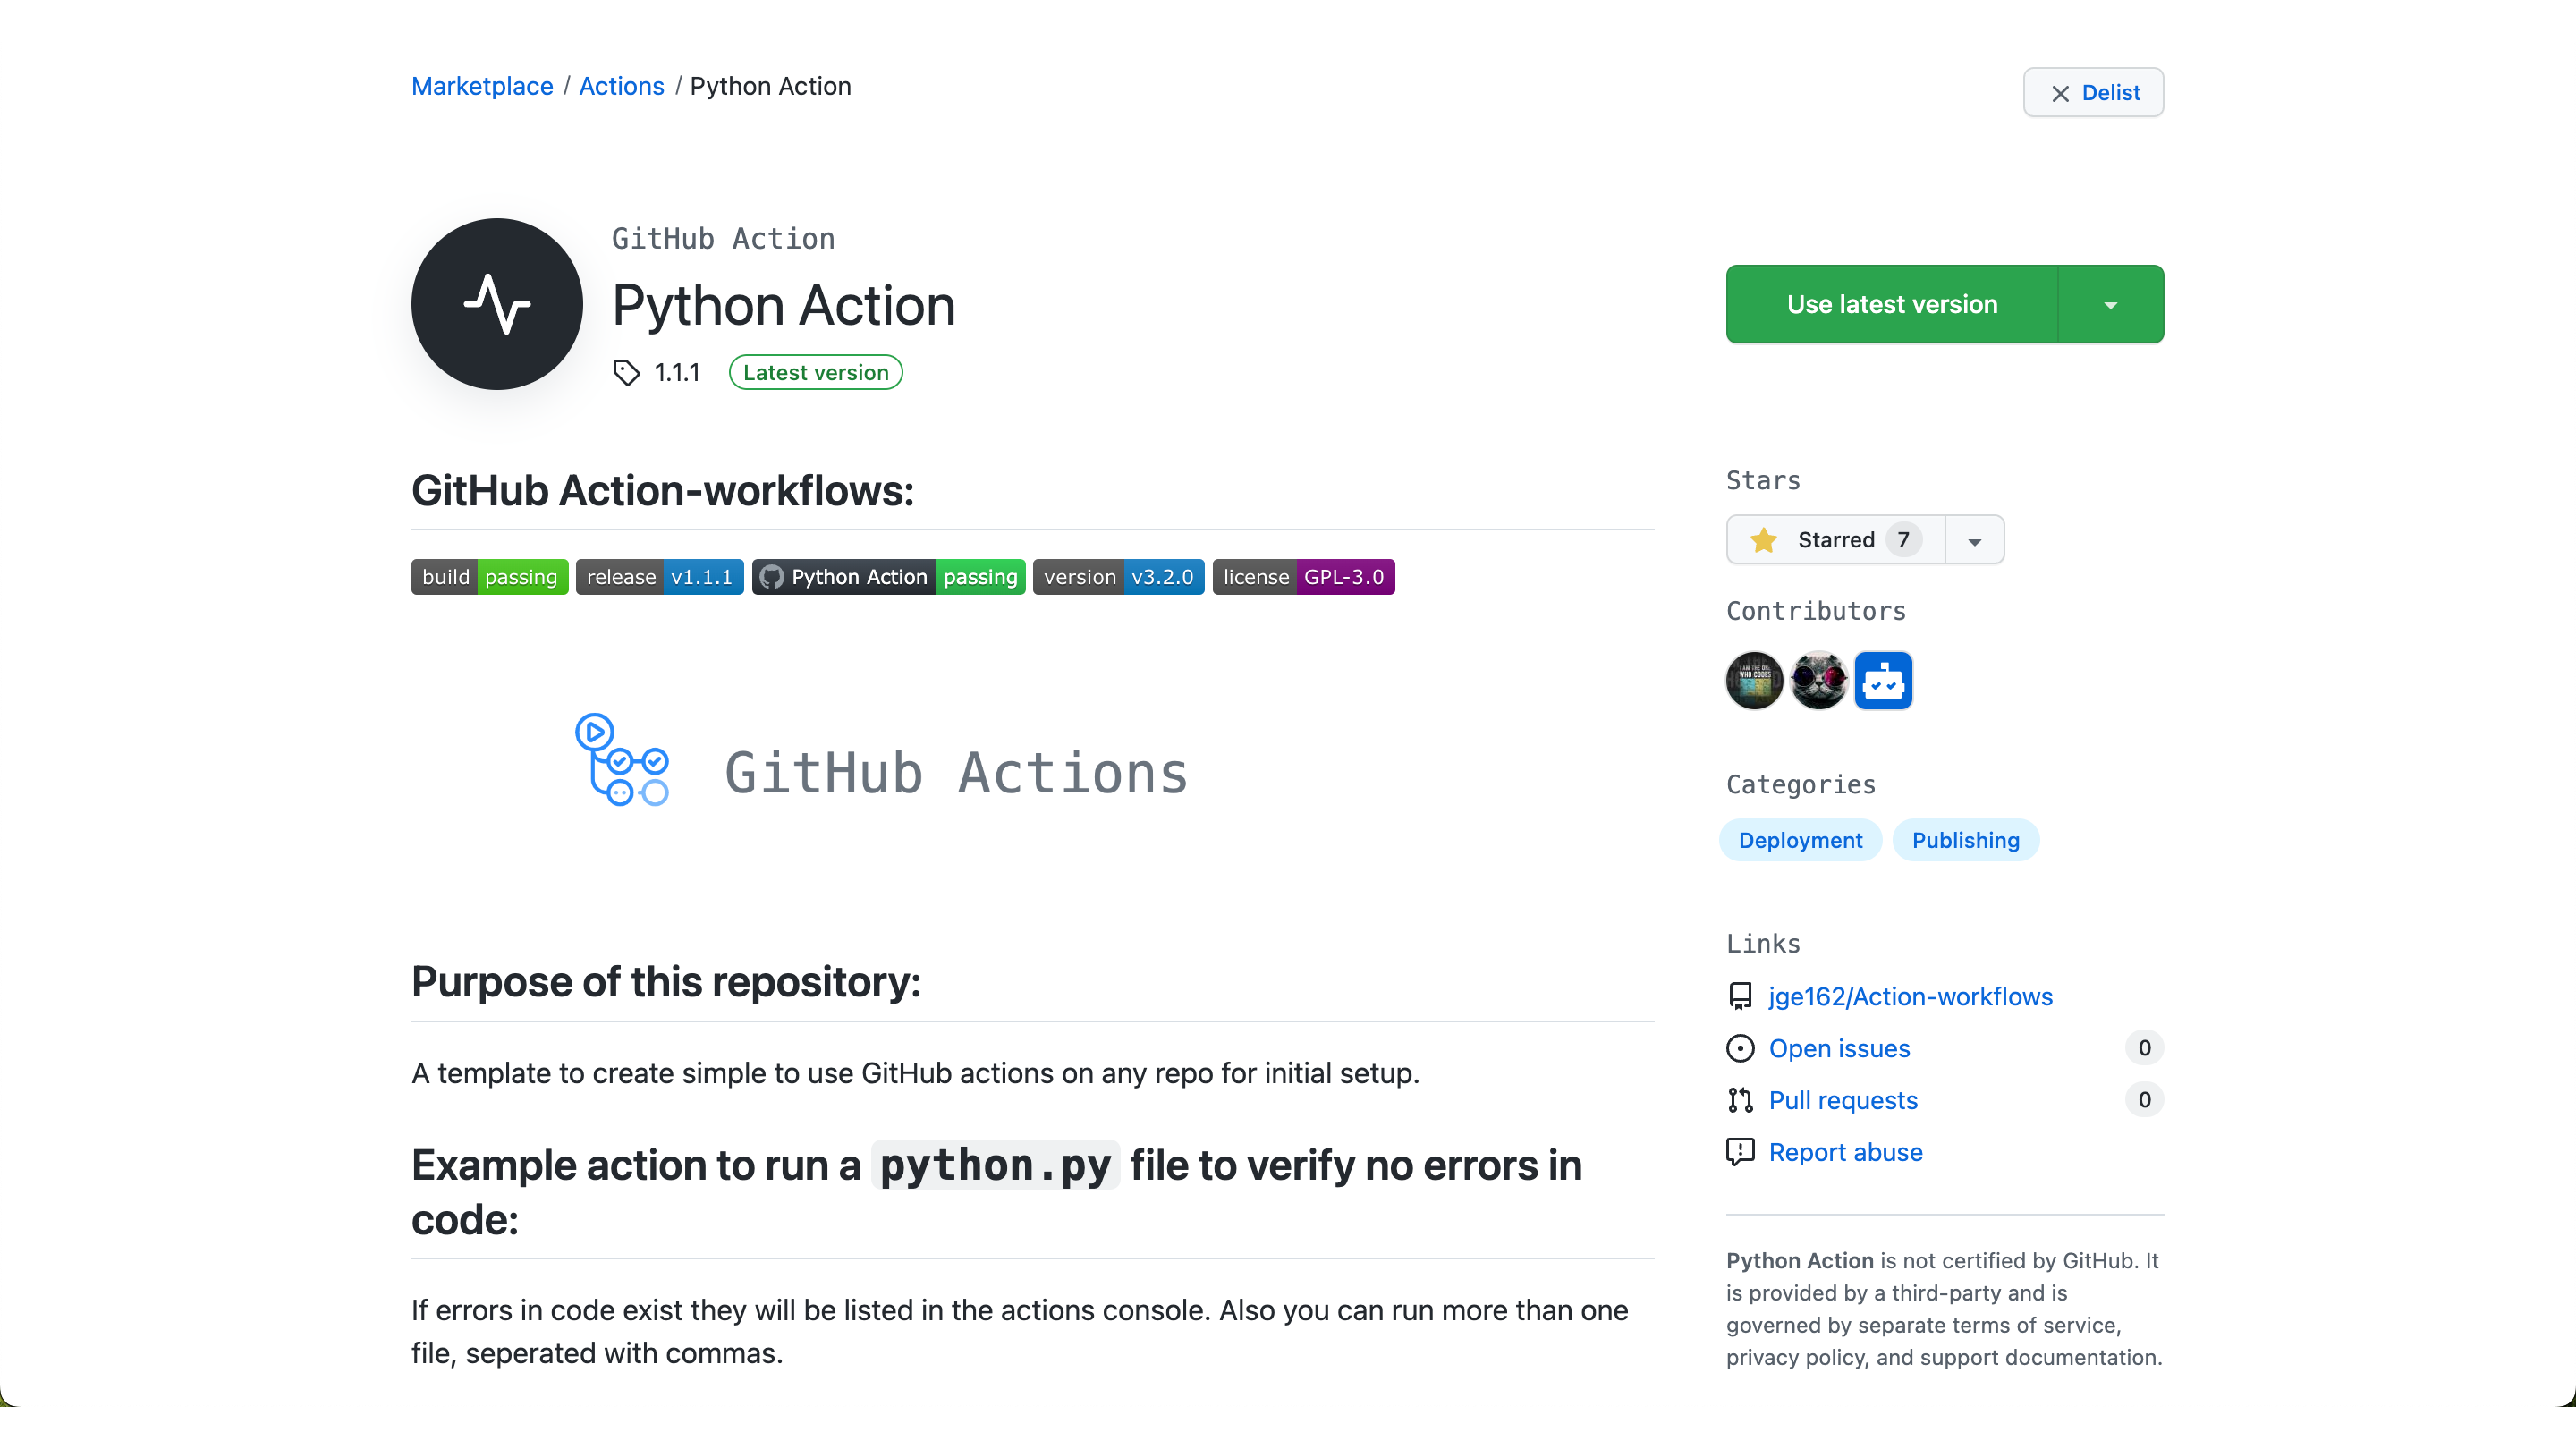 Marketplace / Actions / Python Action
Delist
GitHub Action
Python Action
1.1.1 Latest version
Use latest version
GitHub Action-workflows:
build passing release v1.1.1 Python Action passing version v3.2.0 license GPL-3.0
GitHub Actions
Purpose of this repository:
A template to create simple to use GitHub actions on any repo for initial setup.
Example action to run a python.py file to verify no errors in
code:
If errors in code exist they will be listed in the actions console. Also you can run more than one
file, seperated with commas.
Stars
Starred 7
Contributors
WHO CODES
Categories
Deployment Publishing
Links
jge162/Action-workflows
Open issues 0
Pull requests 0
Report abuse
Python Action is not certified by GitHub. It
is provided by a third-party and is
governed by separate terms of service,
privacy policy, and support documentation.